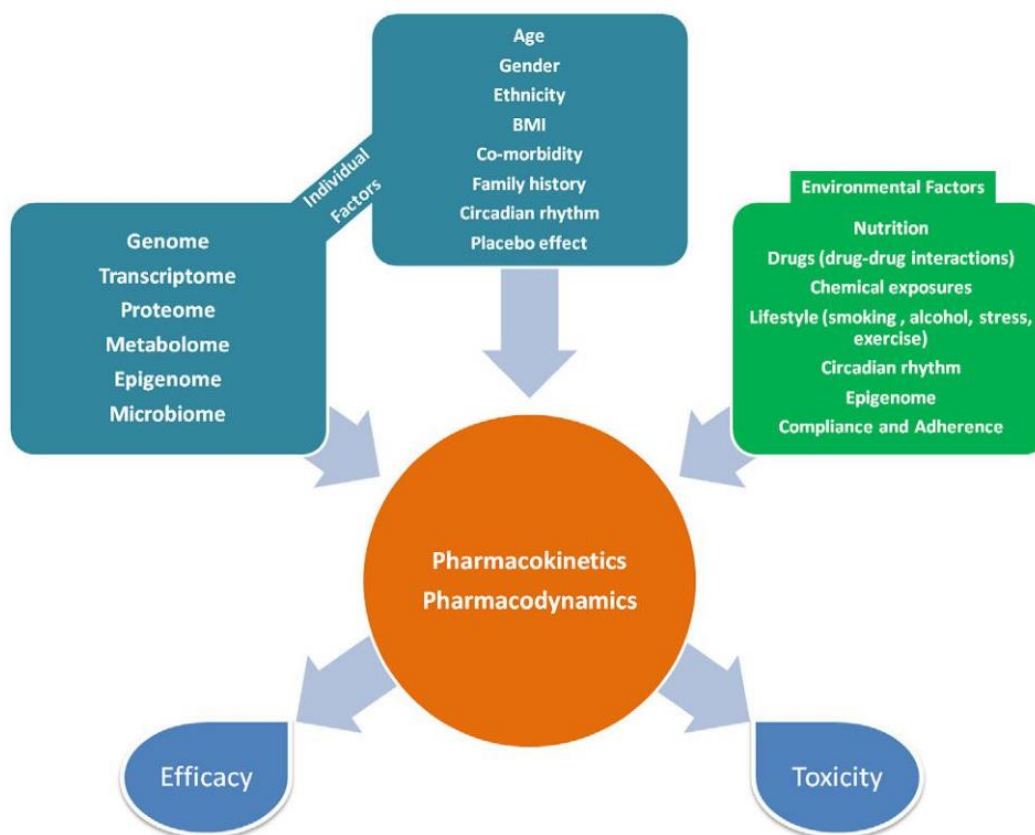 Age
Gender
Ethnicity
BMI
Co-morbidity
Family history
Circadian rhythm
Placebo effect
Individual
Factors
Genome
Transcriptome
Proteome
Metabolome
Epigenome
Microbiome
Environmental Factors
Nutrition
Drugs (drug-drug interactions)
Chemical exposures
Lifestyle (smoking , alcohol, stress,
exercise)
Circadian rhythm
Epigenome
Compliance and Adherence
Pharmacokinetics
Pharmacodynamics
Efficacy
Toxicity